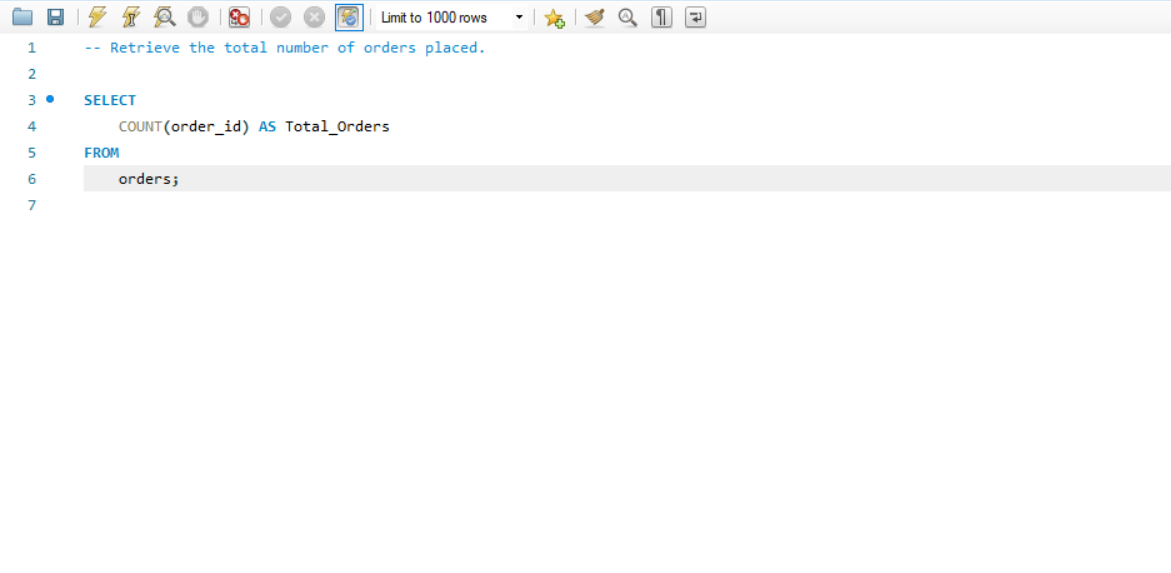 Limit to 1000 rows
1 -- Retrieve the total number of orders placed.
2
3 SELECT
4 COUNT(order_id) AS Total_Orders
5 FROM
6 orders;
7